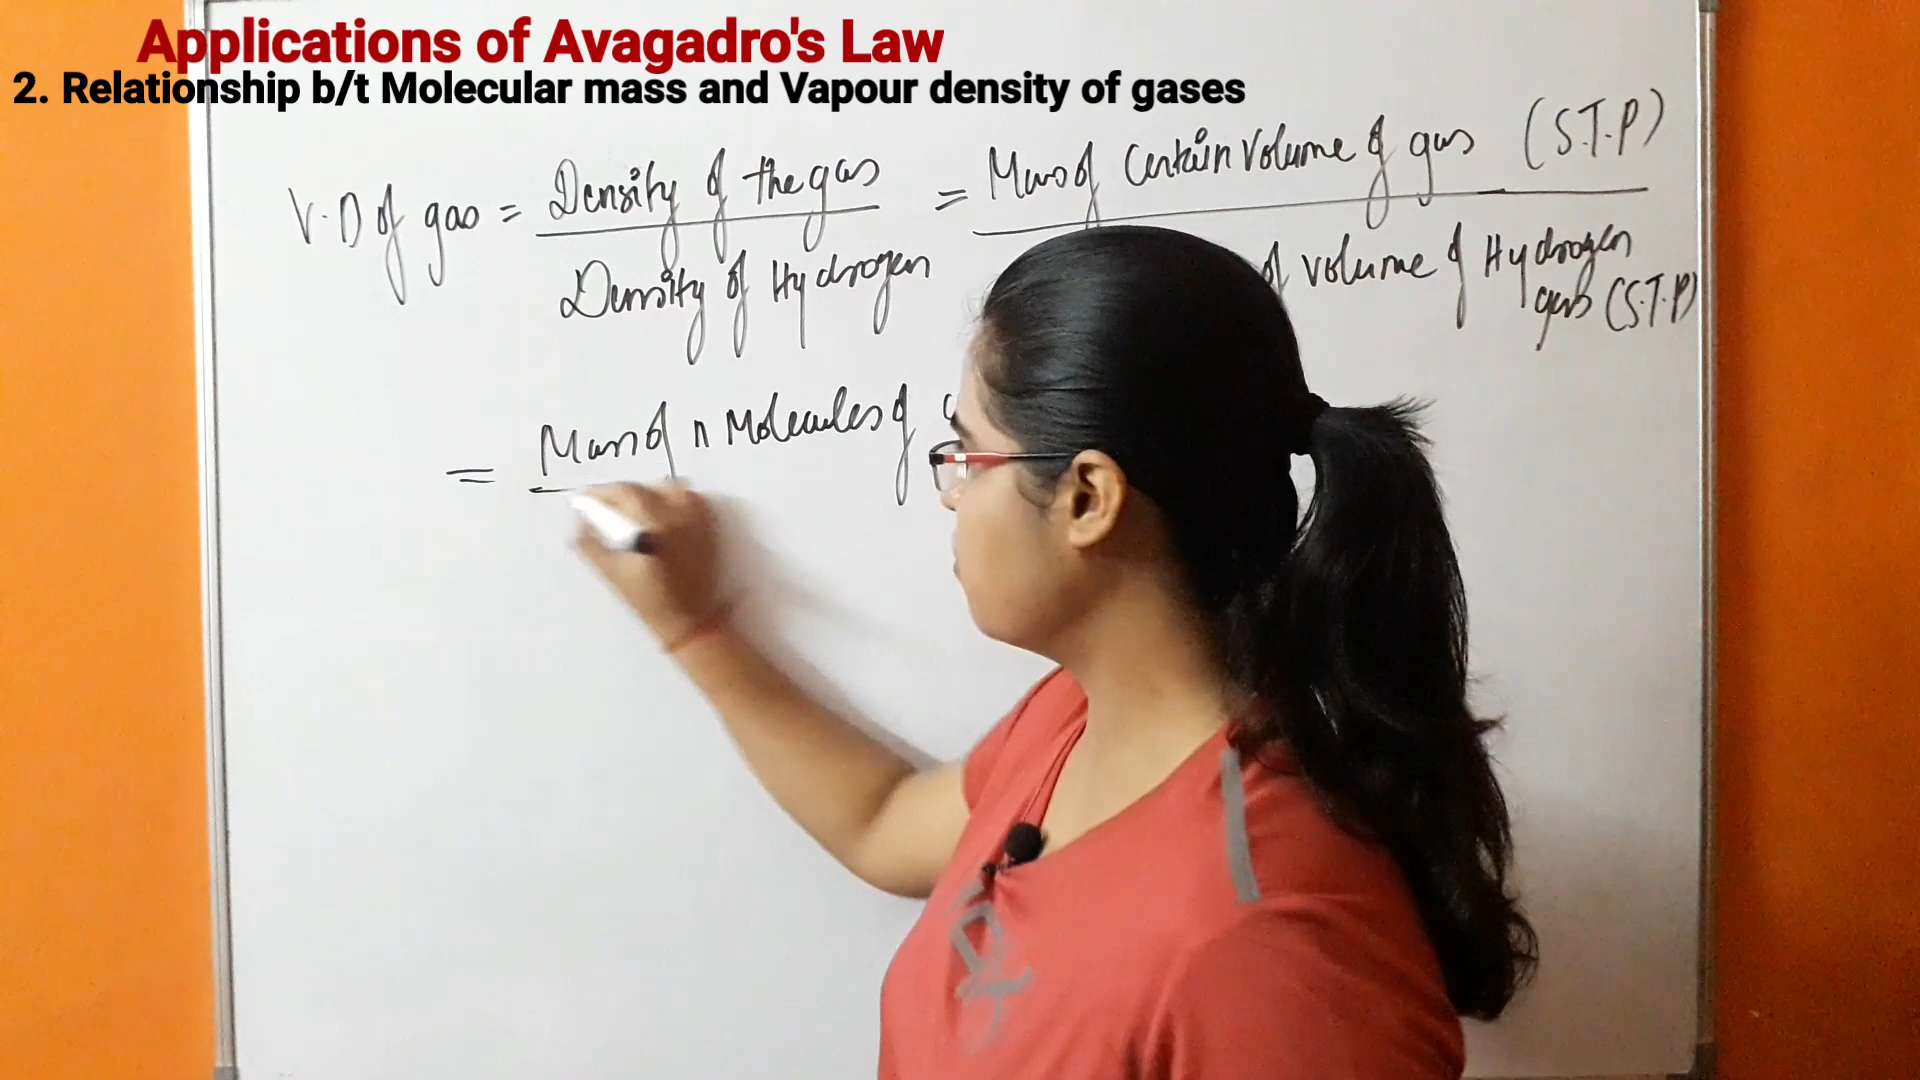 Applications of Avagadro's Law
2. Relationship b/t Molecular mass and Vapour density of gases
V.D of gas = Density of the gas = Mass of Certain Volume of gas (S.T.P)
Density of Hydrogen of volume of Hydrogen
gas (S.T.P)
= Mass of n Molecules of